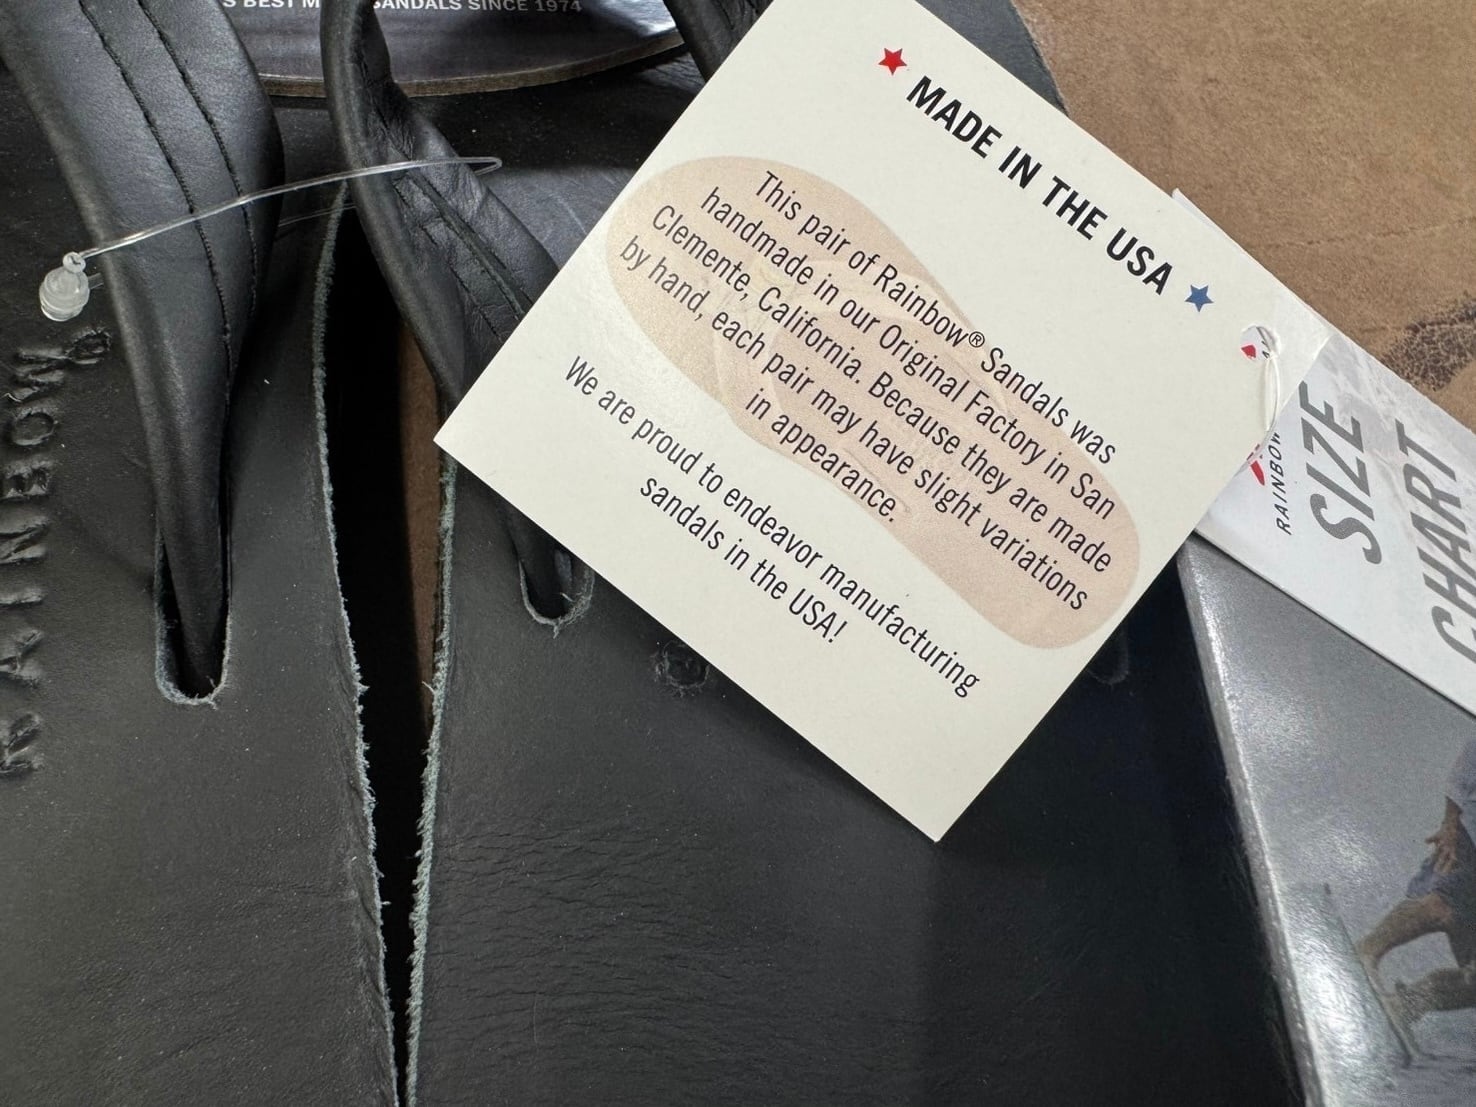 SANDALS SINCE 1974
★ MADE IN THE USA ★
This pair of Rainbow® Sandals was
handmade in our Original Factory in San
Clemente, California. Because they are made
by hand, each pair may have slight variations
in appearance.
We are proud to endeavor manufacturing
sandals in the USA!
RAINBOW
SIZE
CHART
RAINBOW